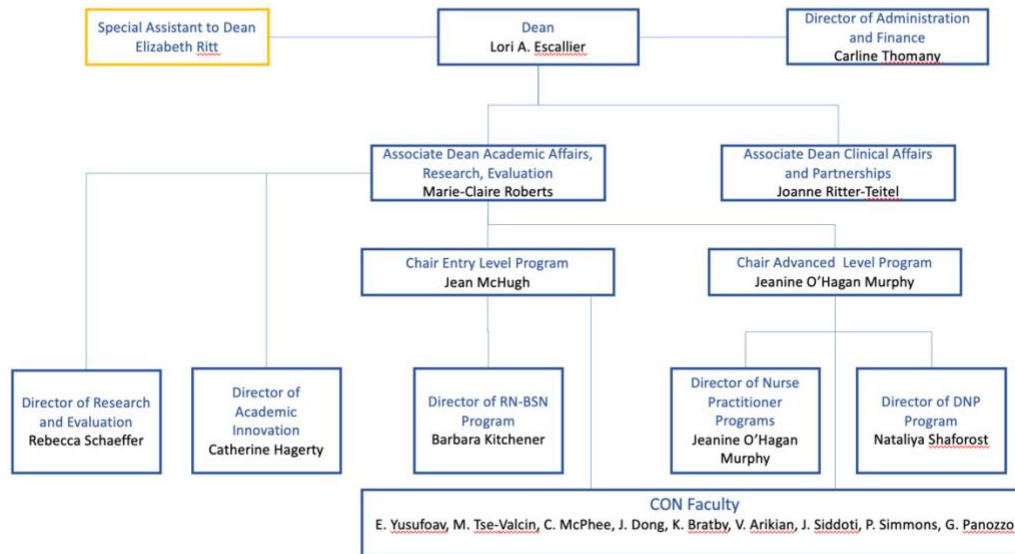 Special Assistant to Dean
Elizabeth Ritt
Dean
Lori A. Escallier
Director of Administration
and Finance
Carline Thomany
Associate Dean Academic Affairs,
Research, Evaluation
Marie-Claire Roberts
Associate Dean Clinical Affairs
and Partnerships
Joanne Ritter-Teitel
Chair Entry Level Program
Jean McHugh
Chair Advanced Level Program
Jeanine O’Hagan Murphy
Director of Research
and Evaluation
Rebecca Schaeffer
Director of
Academic
Innovation
Catherine Hagerty
Director of RN-BSN
Program
Barbara Kitchener
Director of Nurse
Practitioner
Programs
Jeanine O’Hagan
Murphy
Director of DNP
Program
Nataliya Shaforost
CON Faculty
E. Yusufoav, M. Tse-Valcin, C. McPhee, J. Dong, K. Bratby, V. Arikian, J. Siddoti, P. Simmons, G. Panozzo